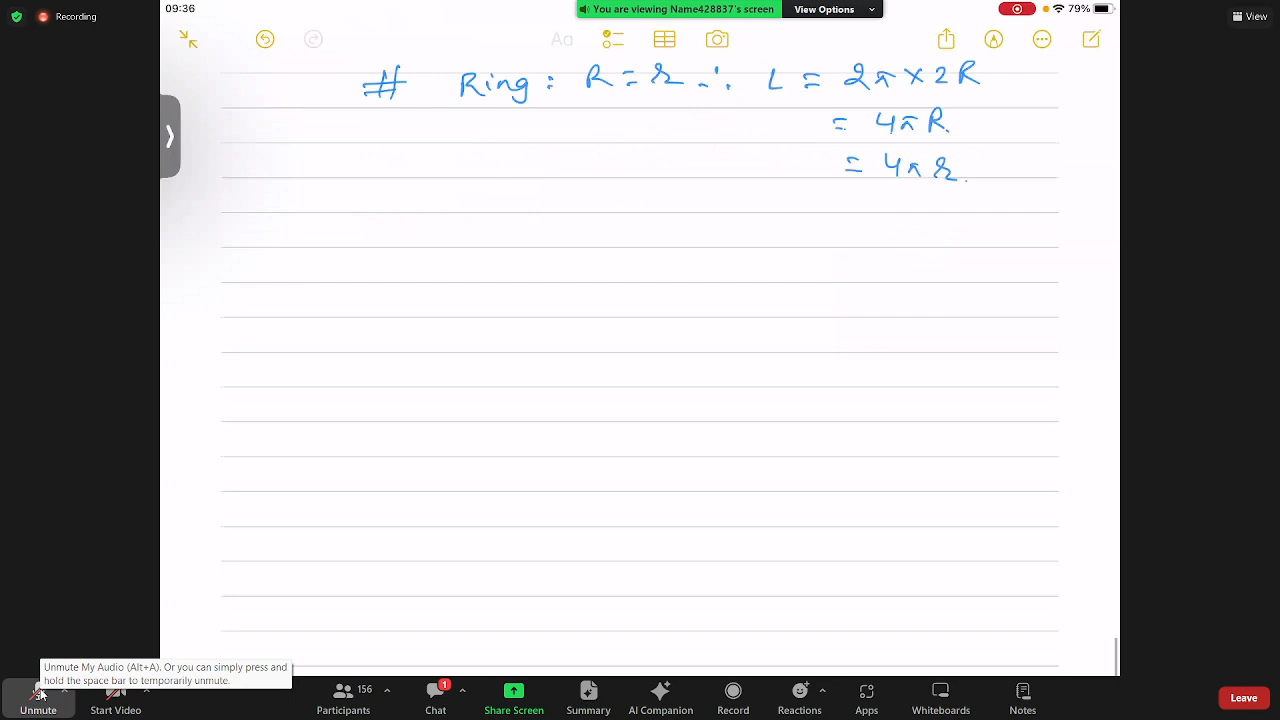 09:36
Recording
You are viewing Name428837's screen
View Options
79%
View
Aa
# Ring: R = r ∴ L = 2π × 2R
= 4πR.
= 4πr.
Unmute My Audio (Alt+A). Or you can simply press and
hold the space bar to temporarily unmute.
Unmute
Start Video
156
Participants
1
Chat
Share Screen
Summary
AI Companion
Record
Reactions
Apps
Whiteboards
Notes
Leave